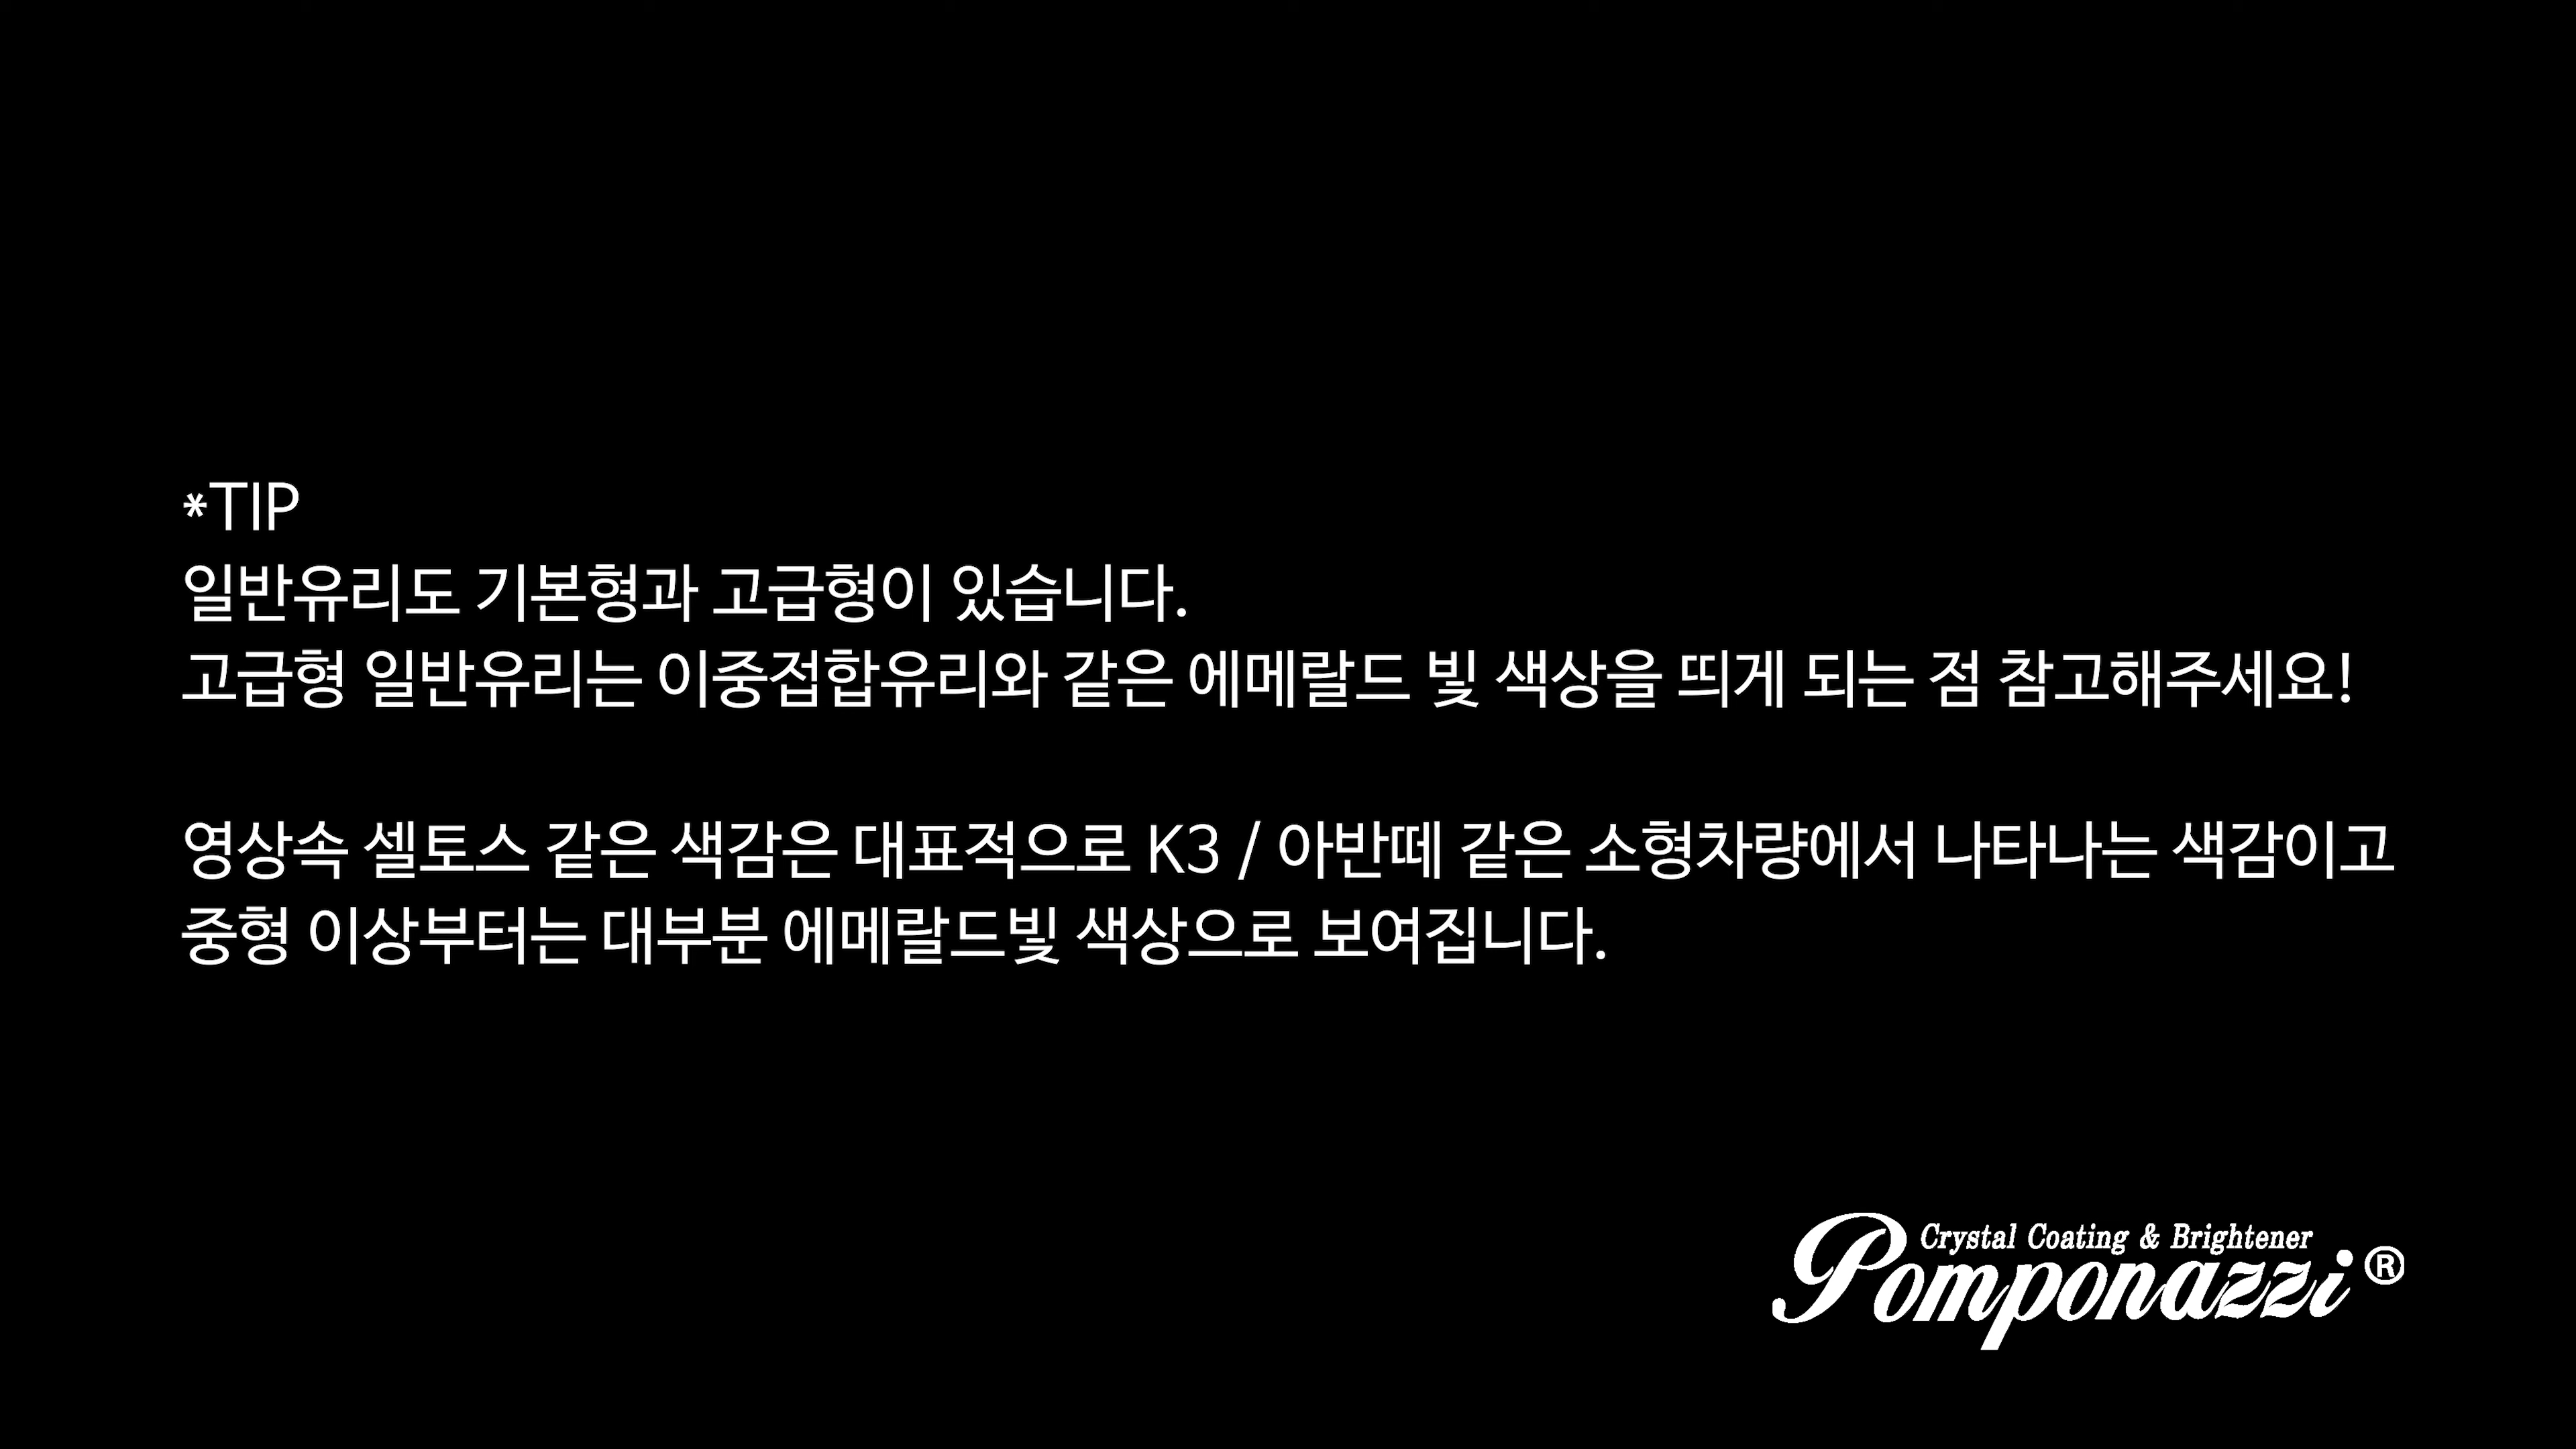 *TIP
일반유리도 기본형과 고급형이 있습니다.
고급형 일반유리는 이중접합유리와 같은 에메랄드 빛 색상을 띄게 되는 점 참고해주세요!
영상속 셀토스 같은 색감은 대표적으로 K3 / 아반떼 같은 소형차량에서 나타나는 색감이고
중형 이상부터는 대부분 에메랄드빛 색상으로 보여집니다.
Crystal Coating & Brightener
Pomponazzi®